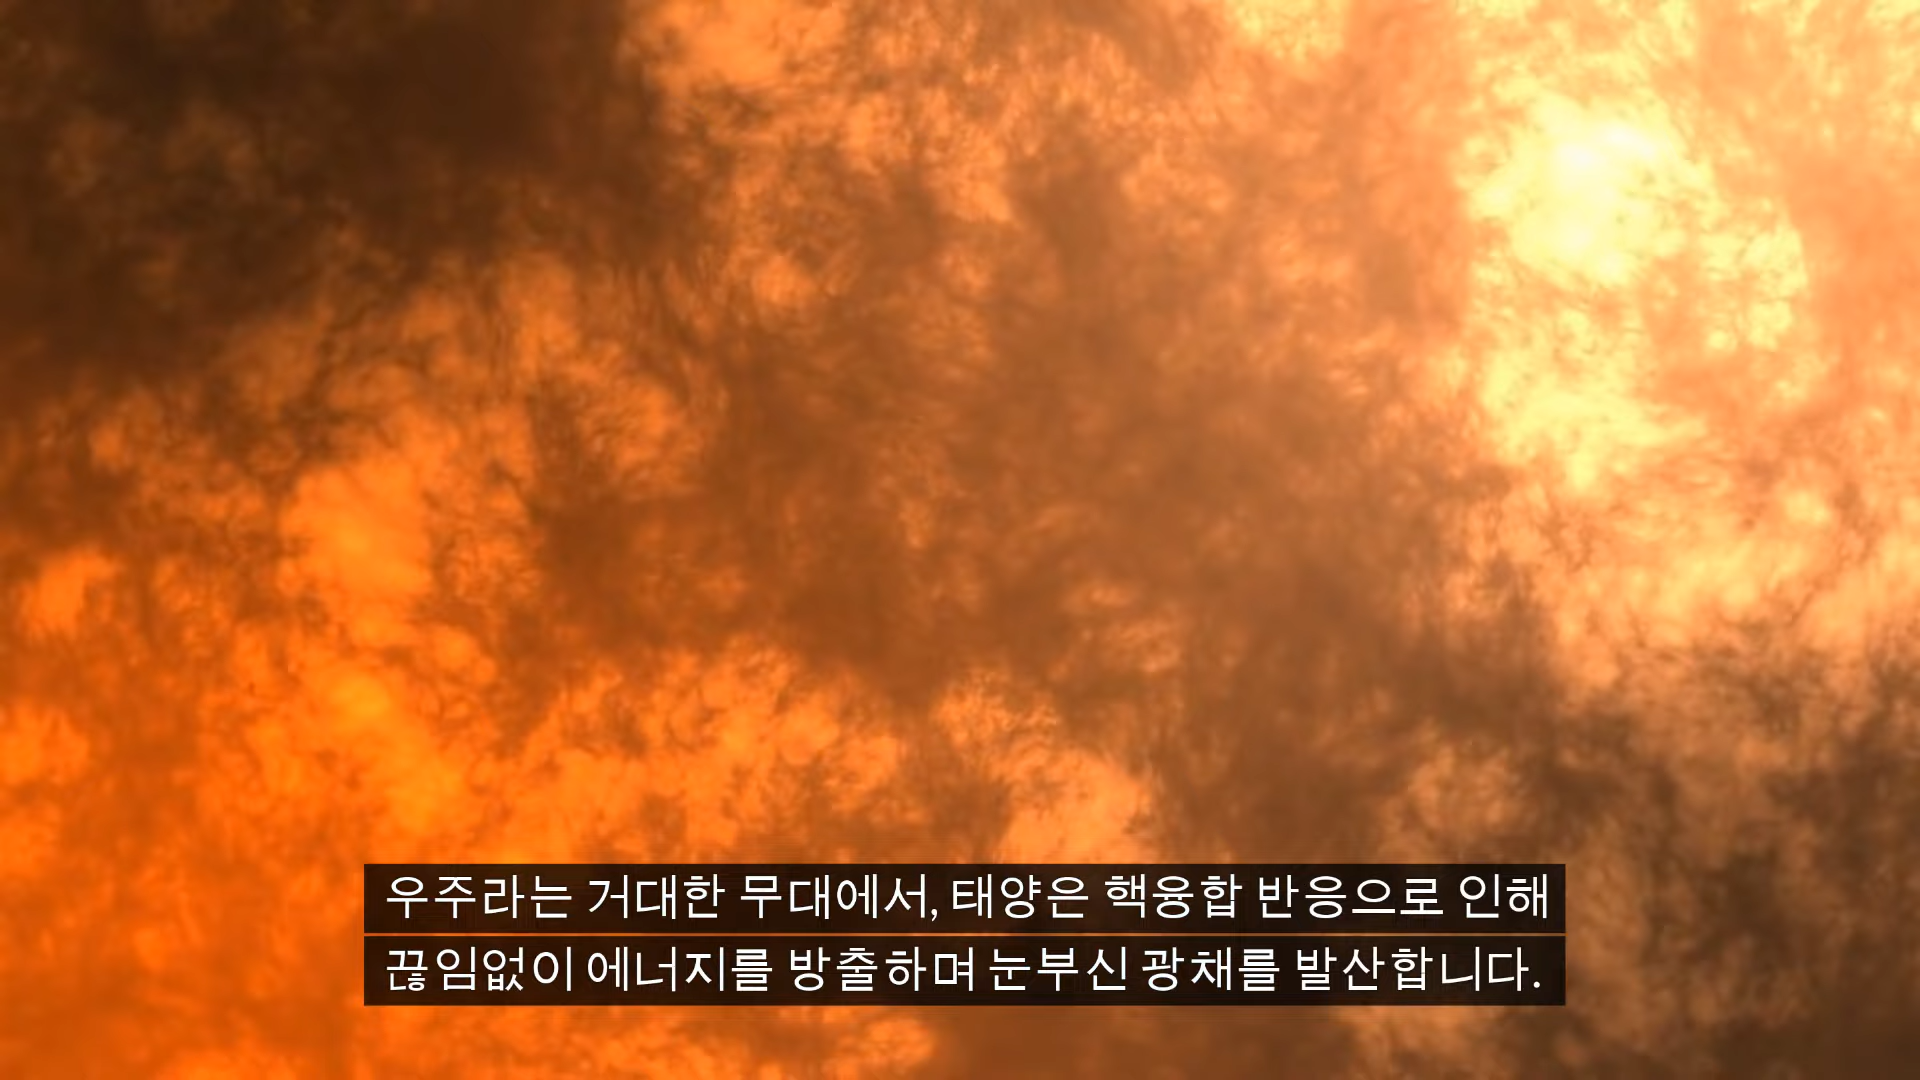 우주라는 거대한 무대에서, 태양은 핵융합 반응으로 인해
끊임없이 에너지를 방출하며 눈부신 광채를 발산합니다.